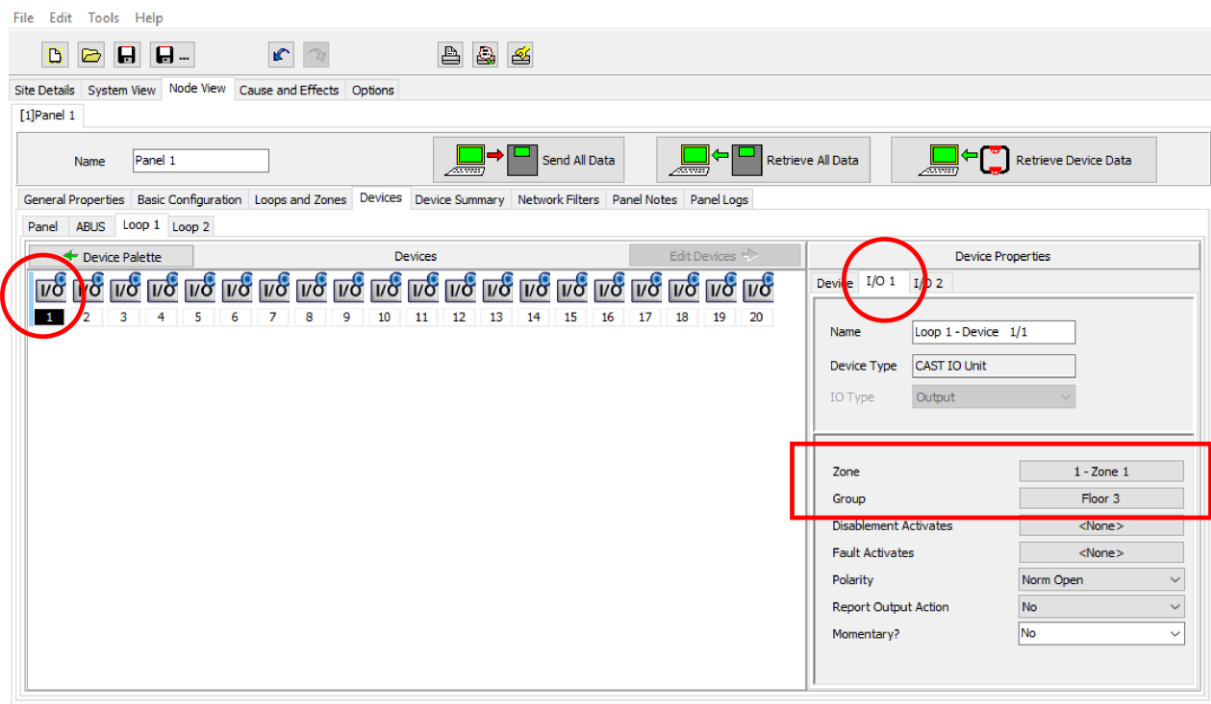 File Edit Tools Help
...
Site Details System View Node View Cause and Effects Options
[1]Panel 1
Name Panel 1 Send All Data Retrieve All Data Retrieve Device Data
General Properties Basic Configuration Loops and Zones Devices Device Summary Network Filters Panel Notes Panel Logs
Panel ABUS Loop 1 Loop 2
Device Palette Devices Edit Devices Device Properties
I/O I/O I/O I/O I/O I/O I/O I/O I/O I/O I/O I/O I/O I/O I/O I/O I/O I/O I/O I/O
1 2 3 4 5 6 7 8 9 10 11 12 13 14 15 16 17 18 19 20
Device I/O 1 I/O 2
Name Loop 1 - Device 1/1
Device Type CAST IO Unit
IO Type Output
Zone 1 - Zone 1
Group Floor 3
Disablement Activates <None>
Fault Activates <None>
Polarity Norm Open
Report Output Action No
Momentary? No